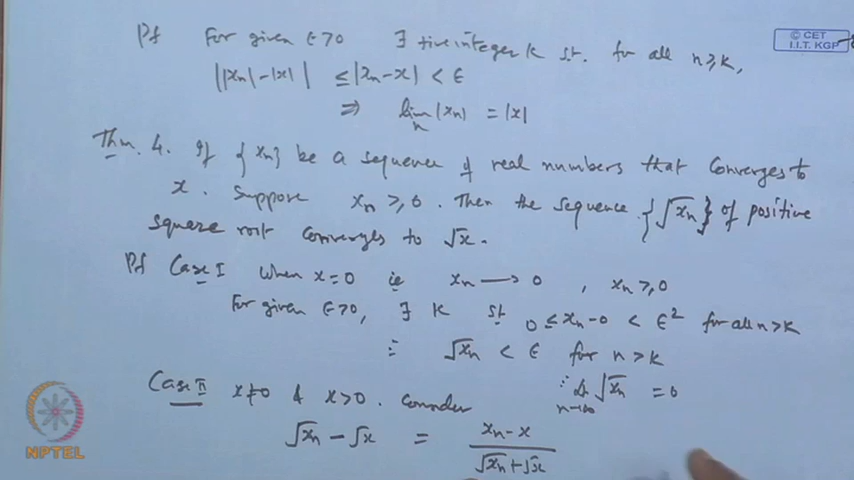 Pf For given ε>0 ∃ +ive integer K s.t. for all n≥K,
© CET
I.I.T. KGP
||xn|-|x|| ≤ |xn-x| < ε
⇒ lim n |xn| = |x|
Thm. 4. If {xn} be a sequence of real numbers that converges to
x. Suppose xn ≥ 0. Then the sequence {√xn} of positive
square root converges to √x.
Pf Case I When x=0 ie xn → 0 , xn ≥ 0
For given ε>0, ∃ K st 0 ≤ xn-0 < ε² for all n>K
∴ √xn < ε for n>K
∴ lim n→∞ √xn = 0
Case II x≠0 & x>0. Consider
√xn - √x = xn-x / √xn+√x
NPTEL